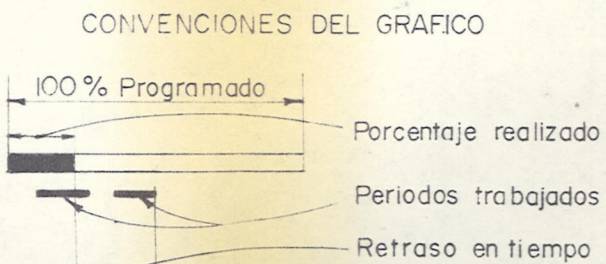 CONVENCIONES DEL GRAFICO
100% Programado
Porcentaje realizado
Periodos trabajados
Retraso en tiempo